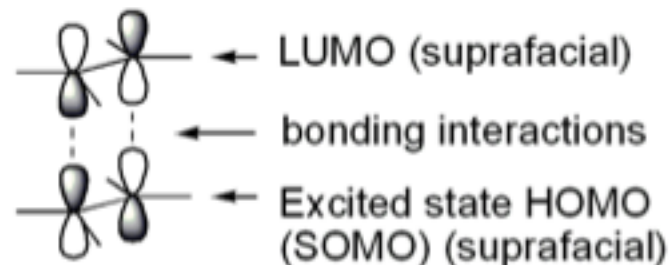 LUMO (suprafacial)
bonding interactions
Excited state HOMO
(SOMO) (suprafacial)